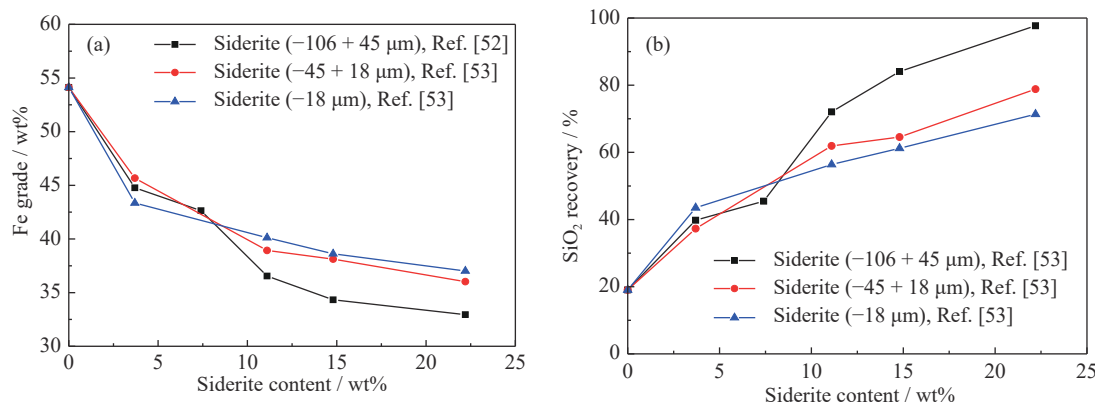 (a)
Siderite (−106 + 45 μm), Ref. [52]
Siderite (−45 + 18 μm), Ref. [53]
Siderite (−18 μm), Ref. [53]
Fe grade / wt%
60
55
50
45
40
35
30
0 5 10 15 20 25
Siderite content / wt%
(b)
SiO2 recovery / %
100
80
60
40
20
0
Siderite (−106 + 45 μm), Ref. [53]
Siderite (−45 + 18 μm), Ref. [53]
Siderite (−18 μm), Ref. [53]
0 5 10 15 20 25
Siderite content / wt%